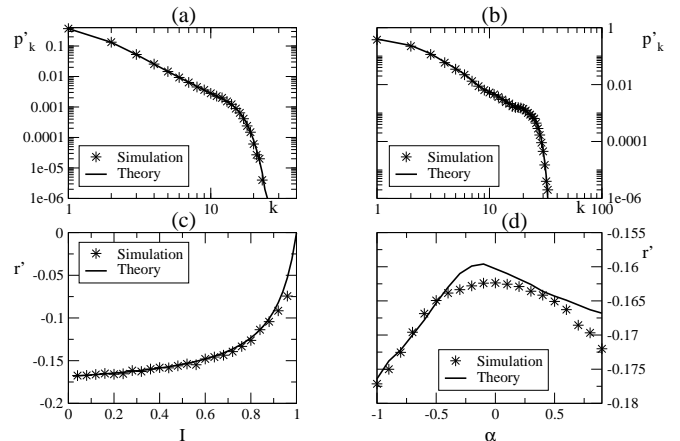 (a) (b)
p'k p'k
0.1 1
0.01 0.01
0.001 0.0001
0.0001 1e-06
1e-05
1e-06
Simulation
Theory
Simulation
Theory
1 10 k
1 10 k 100
(c) (d)
r' r'
0
-0.05
-0.1
-0.15
-0.2
Simulation
Theory
-0.155
-0.16
-0.165
-0.17
-0.175
-0.18
Simulation
Theory
0 0.2 0.4 0.6 0.8 1
-1 -0.5 0 0.5
I α